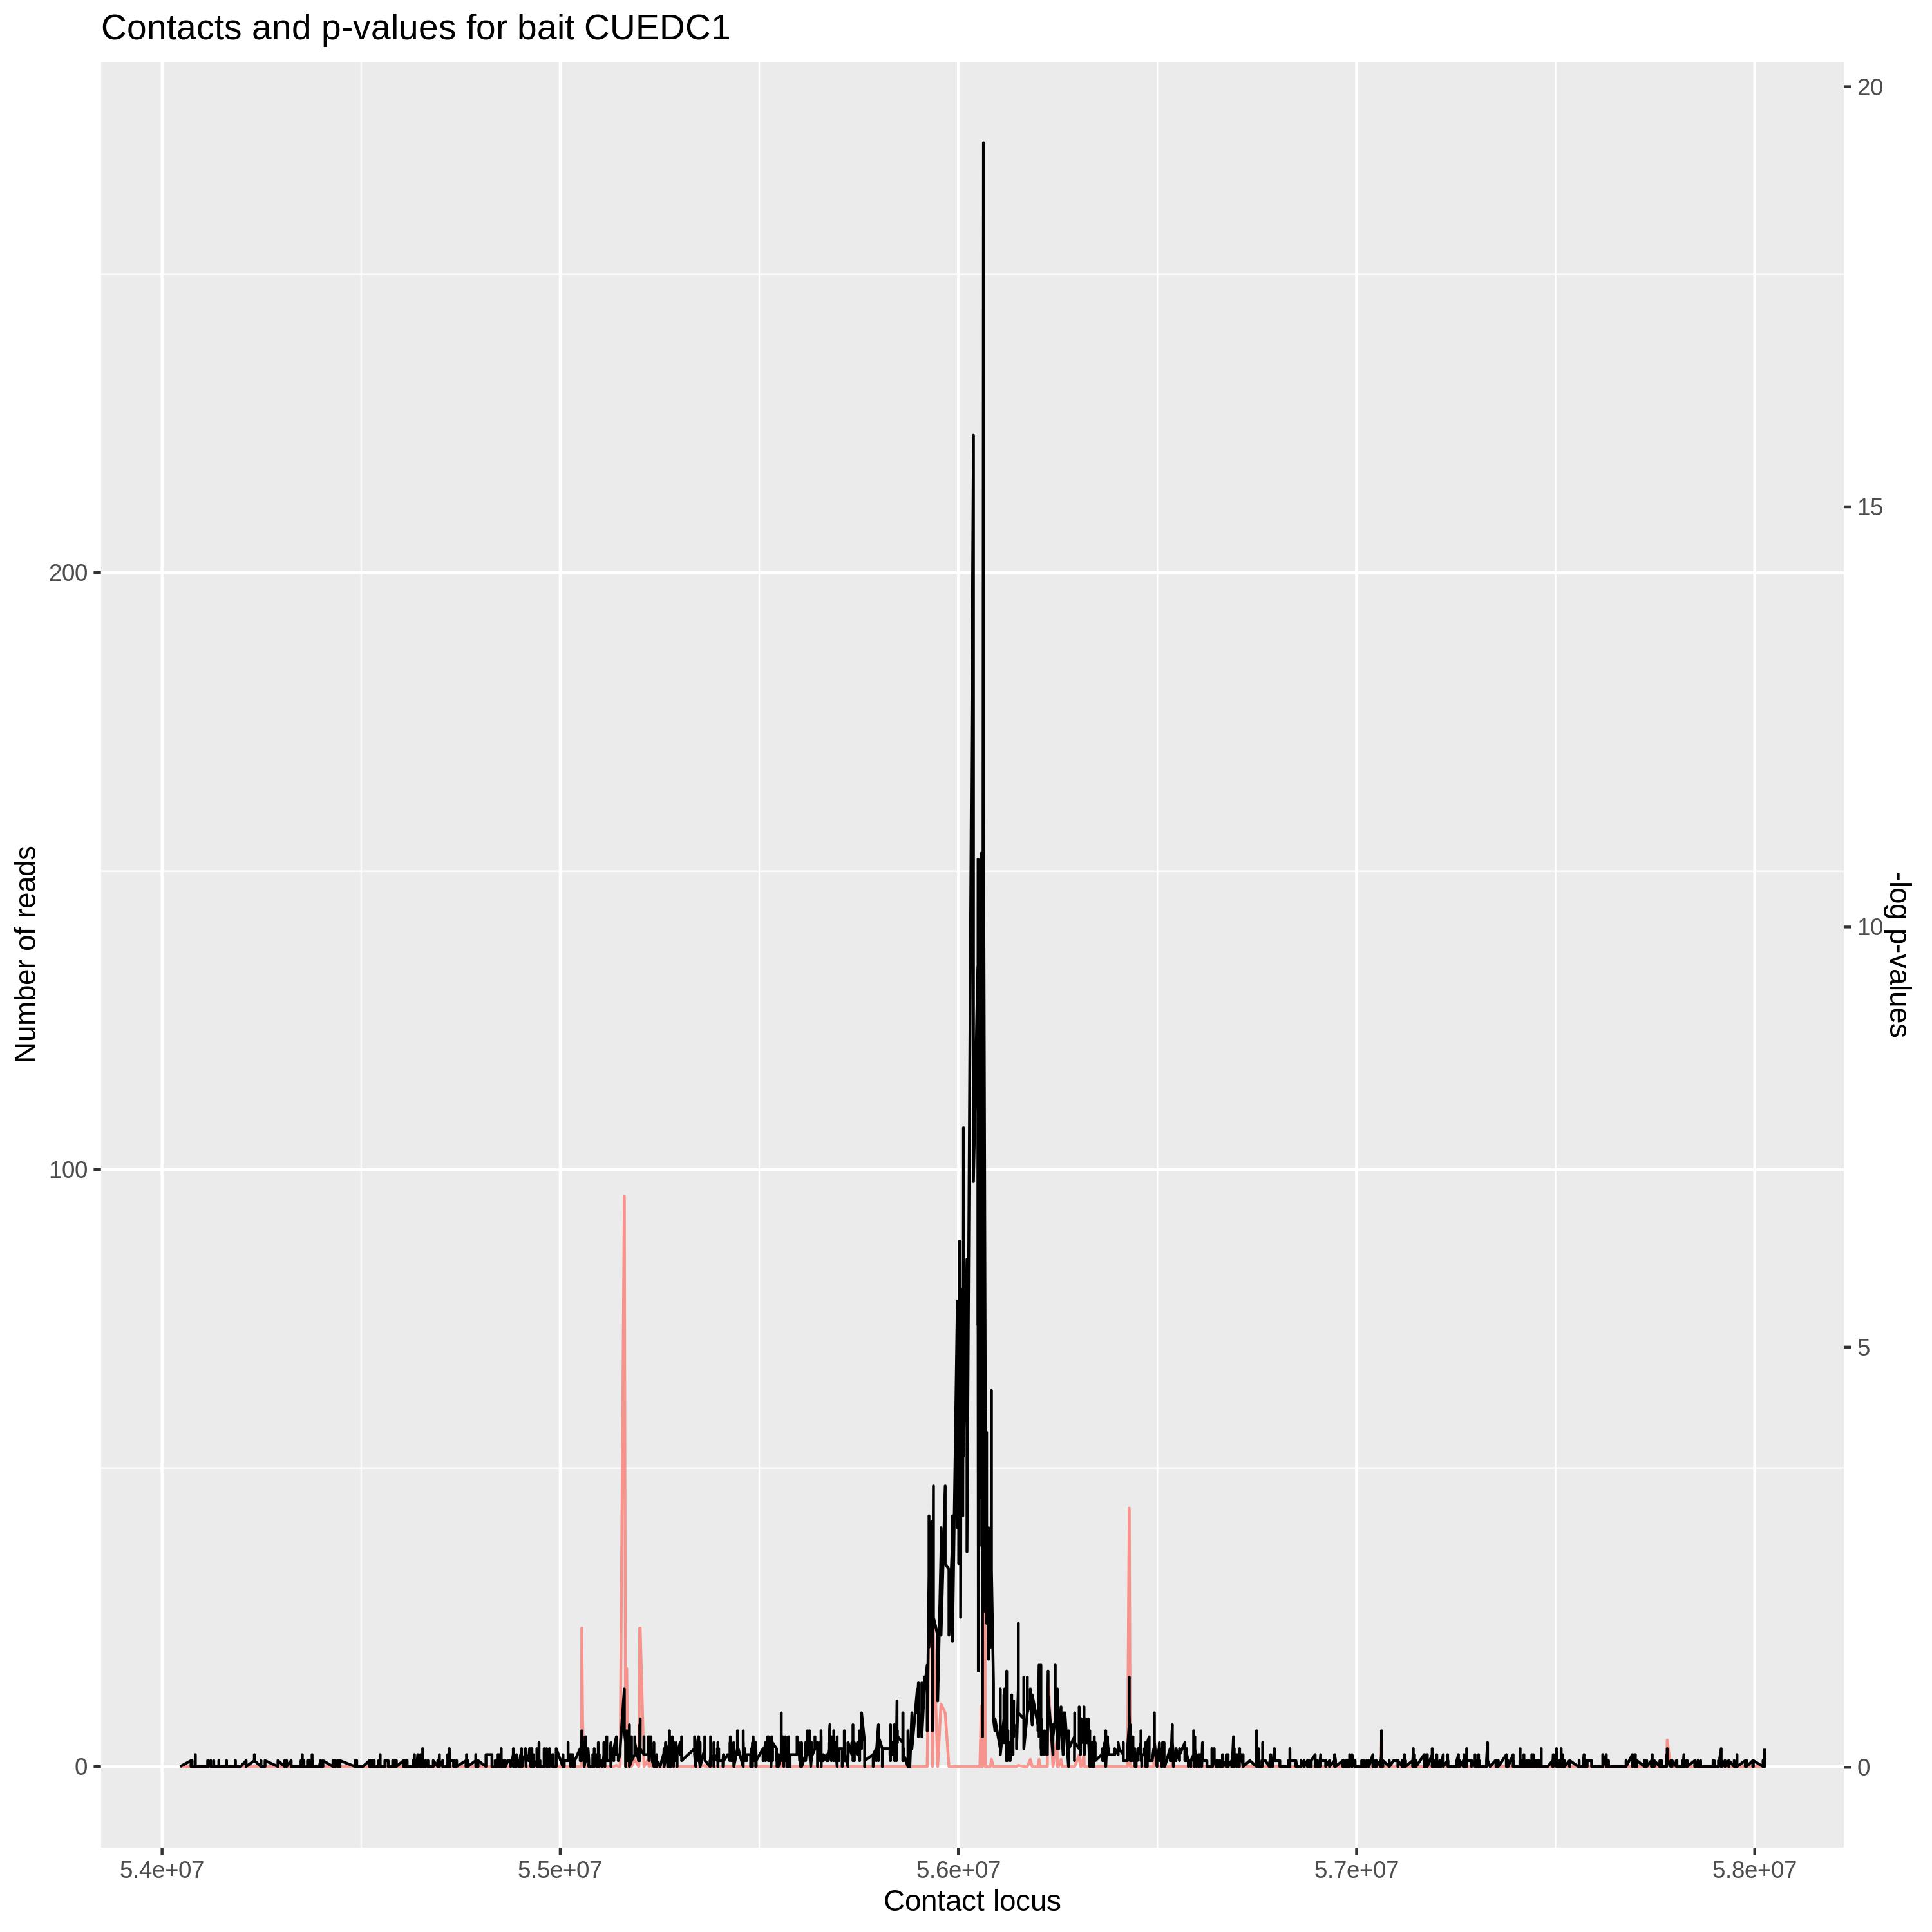 Contacts and p-values for bait CUEDC1
Number of reads
200
100
0
20
15
10
5
0
-log p-values
5.4e+07 5.5e+07 5.6e+07 5.7e+07 5.8e+07
Contact locus